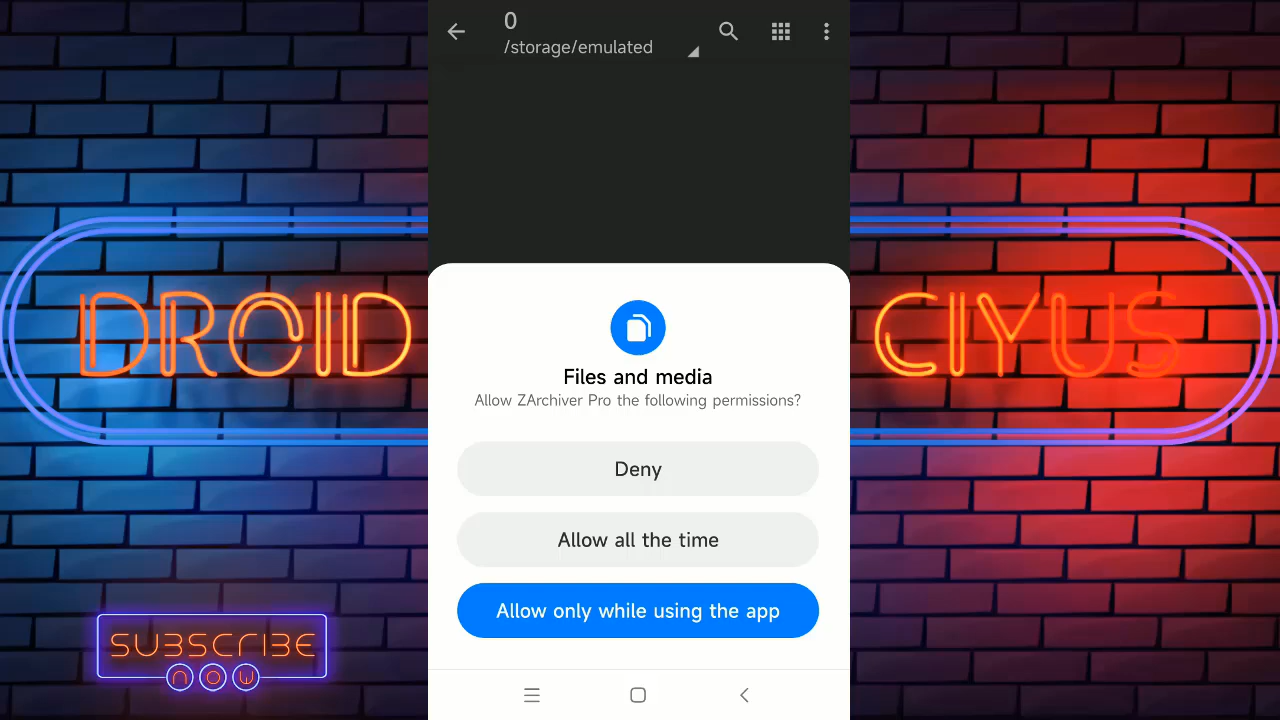 0
/storage/emulated
DROID
CIYUS
Files and media
Allow ZArchiver Pro the following permissions?
Deny
Allow all the time
Allow only while using the app
SUBSCRIBE
NOW